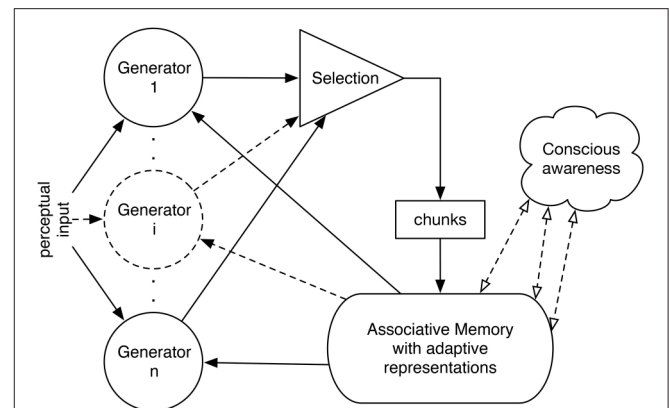 Generator
1
Selection
Conscious
awareness
perceptual
input
Generator
i
chunks
Associative Memory
with adaptive
representations
Generator
n